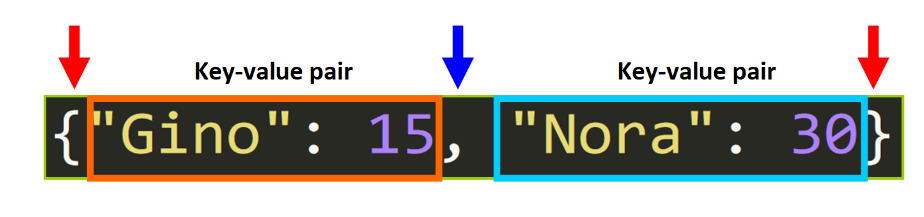 Key-value pair Key-value pair
{"Gino": 15, "Nora": 30}